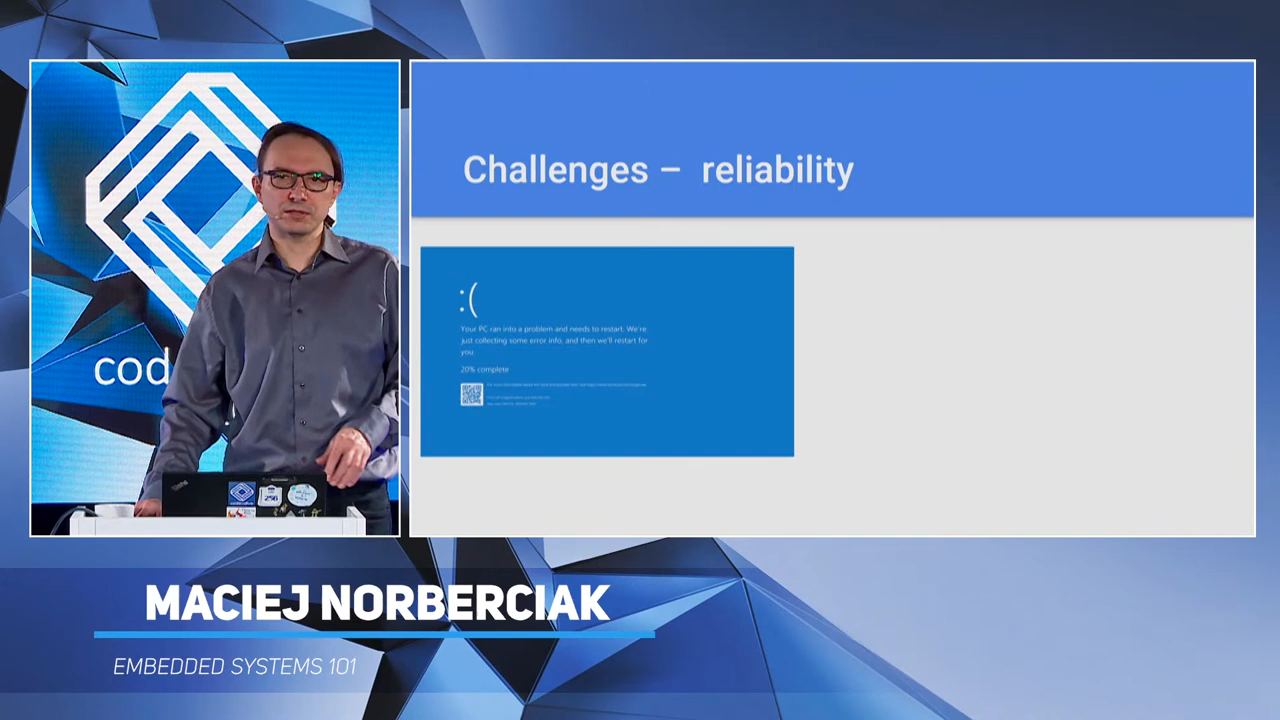 cod
Challenges – reliability
:(
Your PC ran into a problem and needs to restart. We're
just collecting some error info, and then we'll restart for
you.
20% complete
256
MACIEJ NORBERCIAK
EMBEDDED SYSTEMS 101